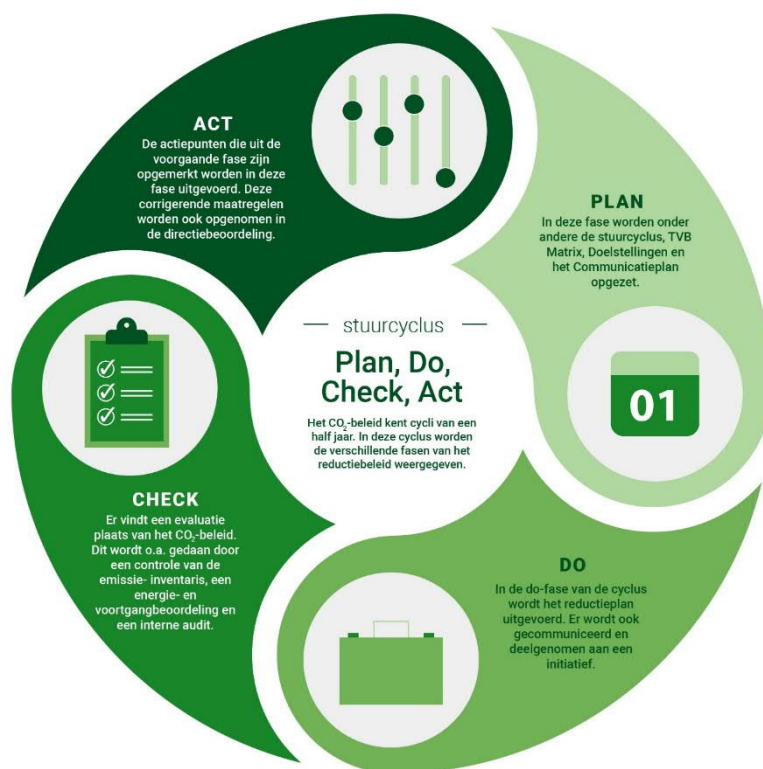 ACT
De actiepunten die uit de
voorgaande fase zijn
opgemerkt worden in deze
fase uitgevoerd. Deze
corrigerende maatregelen
worden ook opgenomen in
de directiebeoordeling.
PLAN
In deze fase worden onder
andere de stuurcyclus, TVB
Matrix, Doelstellingen en
het Communicatieplan
opgezet.
01
stuurcyclus
Plan, Do,
Check, Act
Het CO₂-beleid kent cycli van een
half jaar. In deze cyclus worden
de verschillende fasen van het
reductiebeleid weergegeven.
CHECK
Er vindt een evaluatie
plaats van het CO₂-beleid.
Dit wordt o.a. gedaan door
een controle van de
emissie- inventaris, een
energie- en
voortgangbeoordeling en
een interne audit.
DO
In de do-fase van de cyclus
wordt het reductieplan
uitgevoerd. Er wordt ook
gecommuniceerd en
deelgenomen aan een
initiatief.